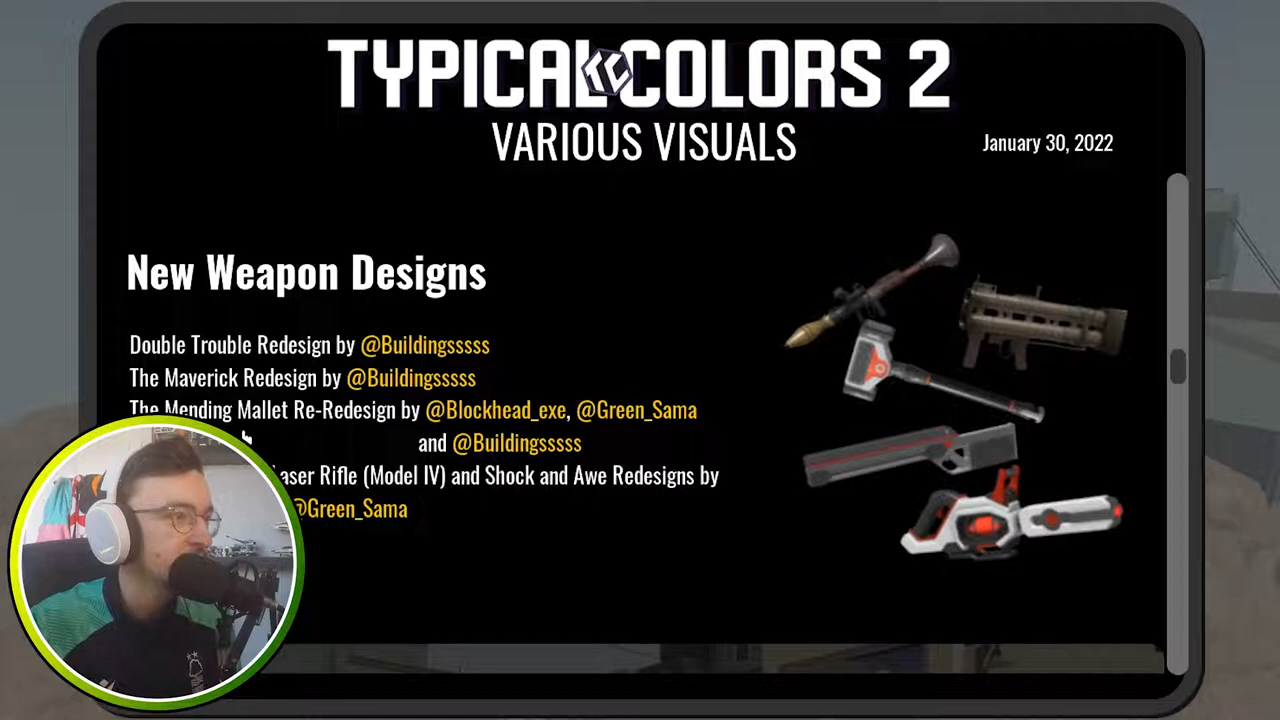 TYPICAL COLORS 2
TC
VARIOUS VISUALS
January 30, 2022
New Weapon Designs
Double Trouble Redesign by @Buildingsssss
The Maverick Redesign by @Buildingsssss
The Mending Mallet Re-Redesign by @Blockhead_exe, @Green_Sama
and @Buildingsssss
Laser Rifle (Model IV) and Shock and Awe Redesigns by
@Green_Sama